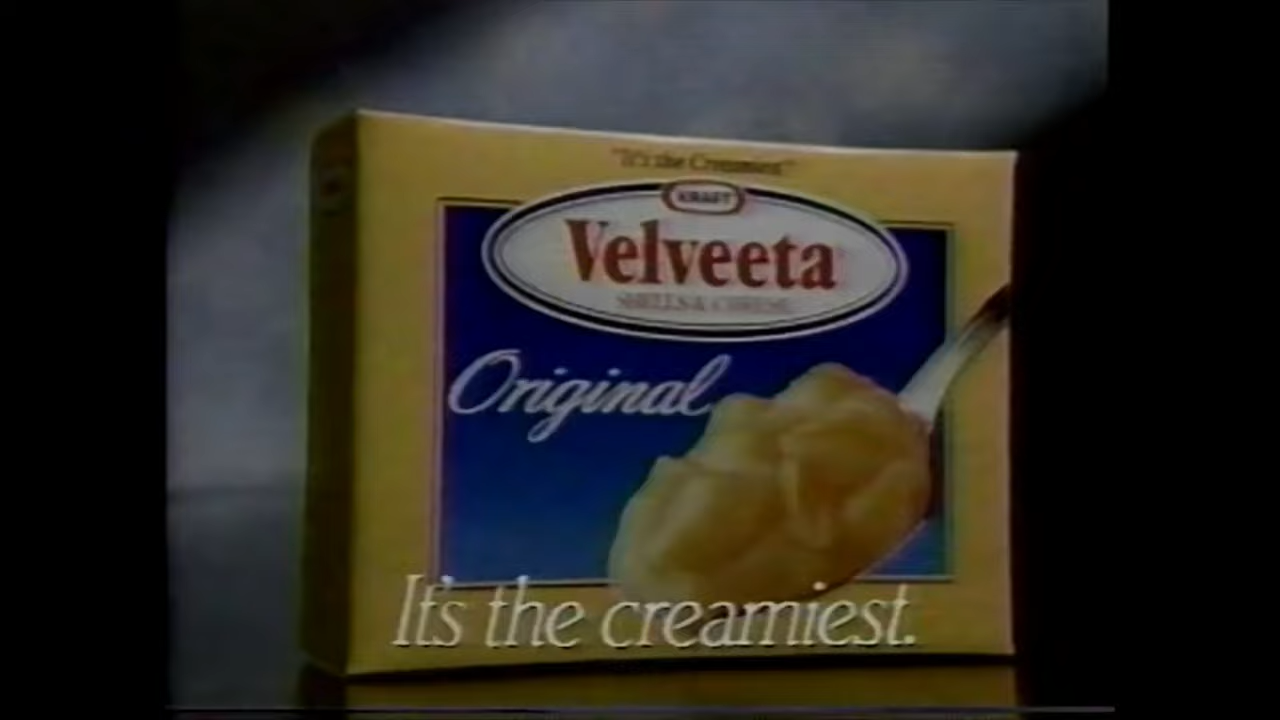 "It's the Creamiest"
KRAFT
Velveeta
SHELLS & CHEESE
Original
It's the creamiest.